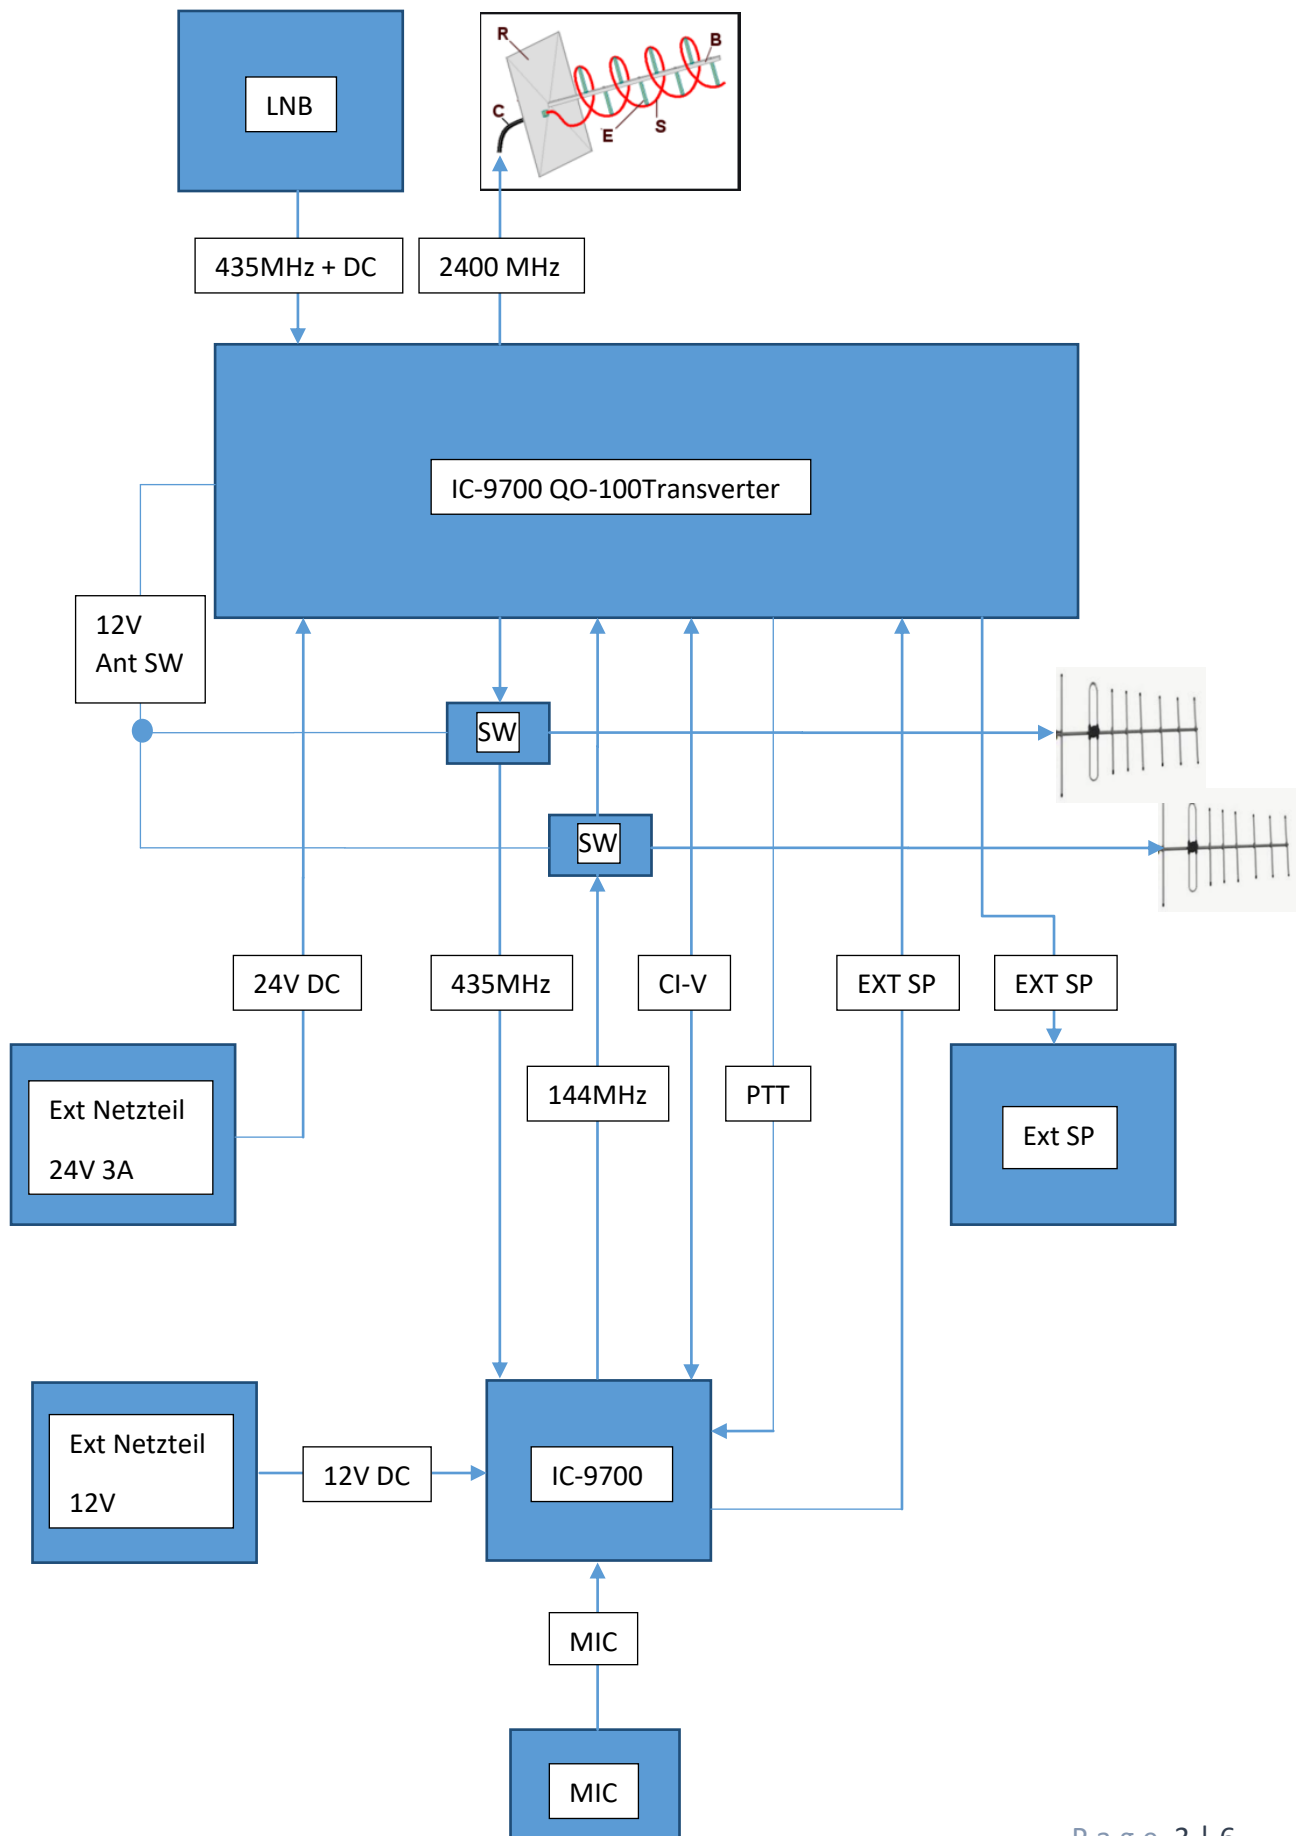 R
B
C
E
S
LNB
435MHz + DC
2400 MHz
IC-9700 QO-100Transverter
12V
Ant SW
SW
SW
24V DC
435MHz
CI-V
EXT SP
EXT SP
Ext Netzteil
24V 3A
144MHz
PTT
Ext SP
Ext Netzteil
12V
12V DC
IC-9700
MIC
MIC